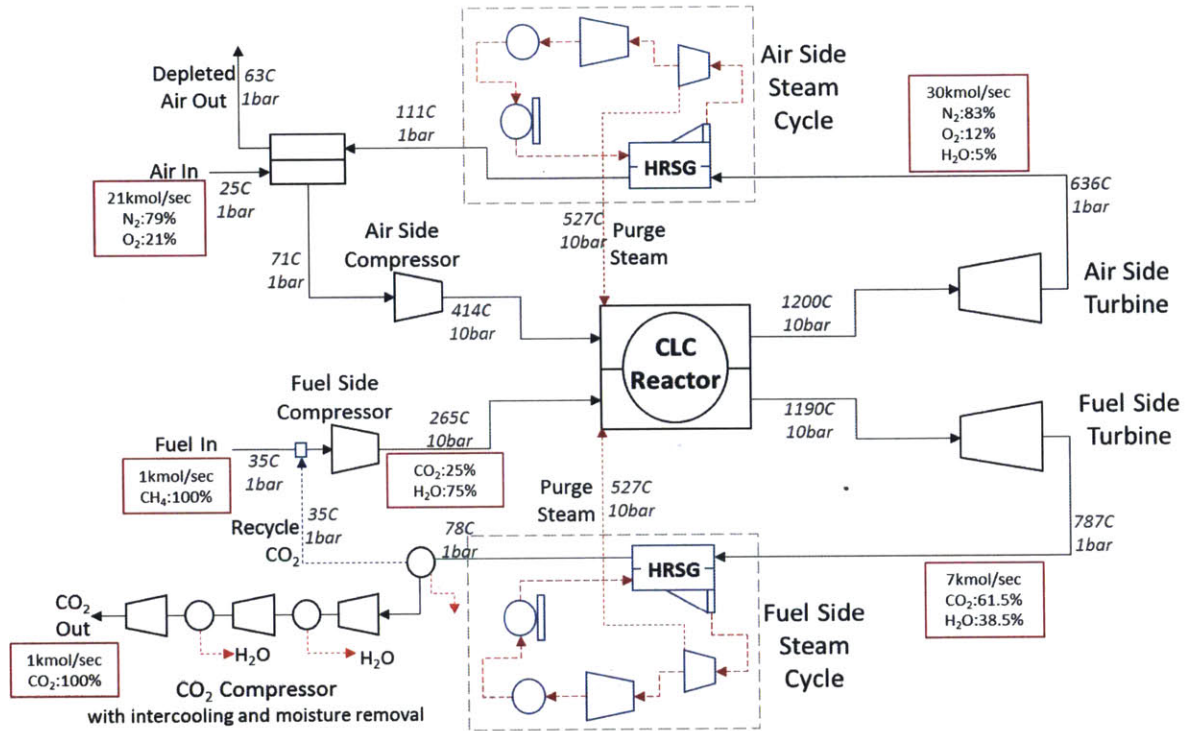 Depleted
Air Out
63C
1bar
111C
1bar
Air Side
Steam
Cycle
30kmol/sec
N₂:83%
O₂:12%
H₂O:5%
HRSG
636C
1bar
Air In
25C
1bar
21kmol/sec
N₂:79%
O₂:21%
71C
1bar
Air Side
Compressor
414C
10bar
527C
10bar
Purge
Steam
1200C
10bar
Air Side
Turbine
CLC
Reactor
Fuel Side
Compressor
265C
10bar
1190C
10bar
Fuel Side
Turbine
Fuel In
35C
1bar
1kmol/sec
CH₄:100%
CO₂:25%
H₂O:75%
Purge
Steam
527C
10bar
Recycle
CO₂
35C
1bar
78C
1bar
787C
1bar
HRSG
7kmol/sec
CO₂:61.5%
H₂O:38.5%
Fuel Side
Steam
Cycle
CO₂
Out
1kmol/sec
CO₂:100%
H₂O
H₂O
CO₂ Compressor
with intercooling and moisture removal